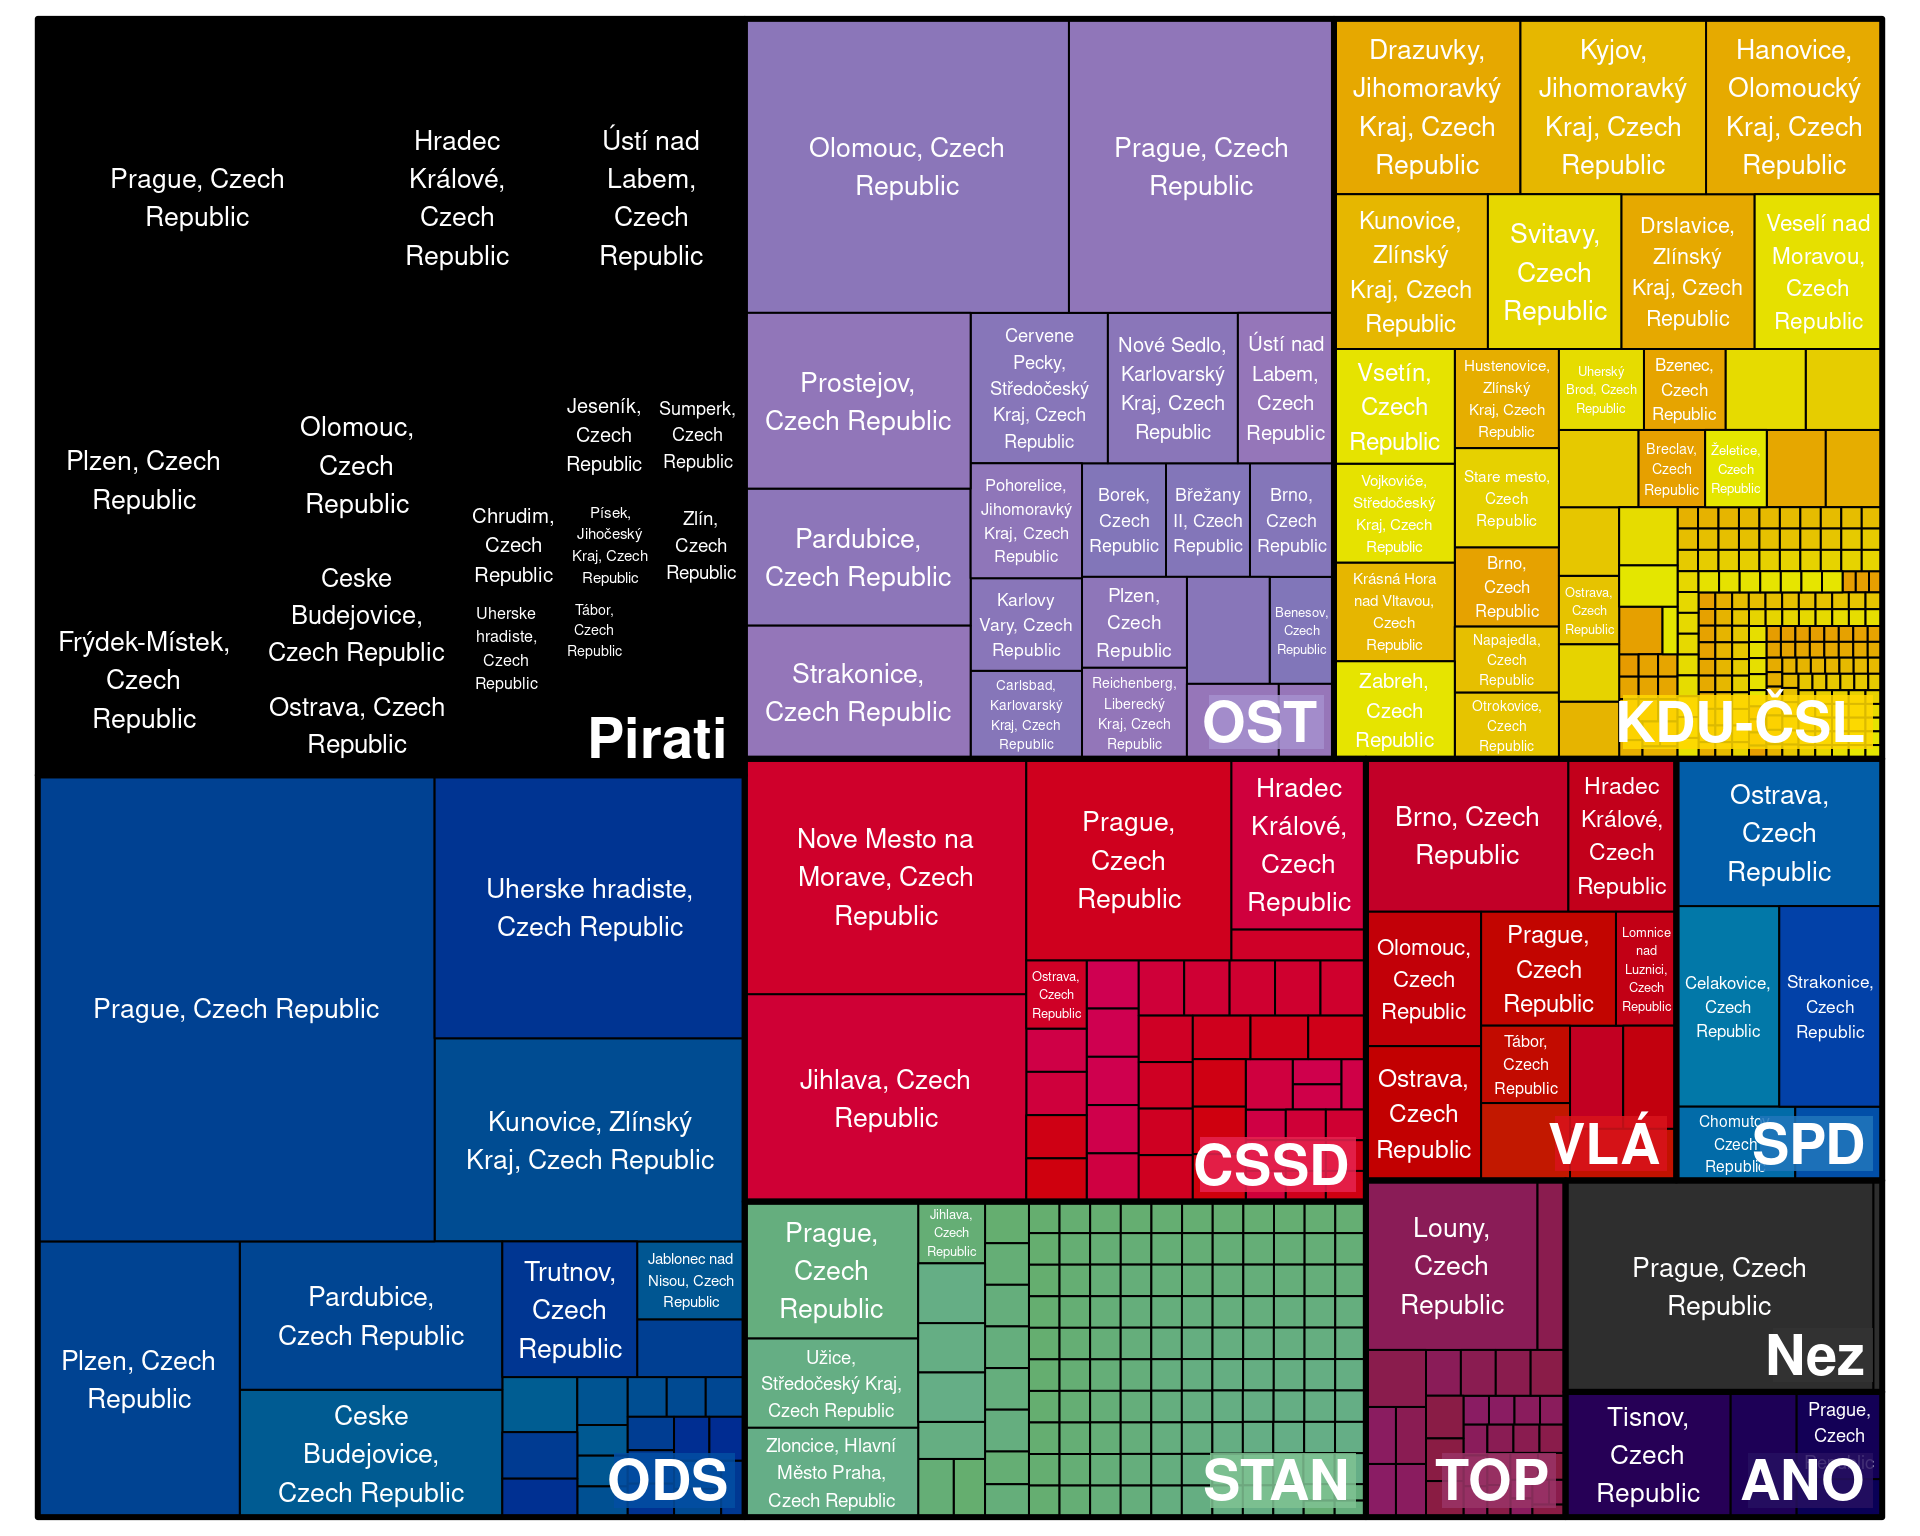 Prague, Czech
Republic
Hradec
Králové,
Czech
Republic
Ústí nad
Labem,
Czech
Republic
Plzen, Czech
Republic
Olomouc,
Czech
Republic
Jeseník,
Czech
Republic
Sumperk,
Czech
Republic
Chrudim,
Czech
Republic
Písek,
Jihočeský
Kraj, Czech
Republic
Zlín,
Czech
Republic
Frýdek-Místek,
Czech
Republic
Ceske
Budejovice,
Czech Republic
Uherske
hradiste,
Czech
Republic
Tábor,
Czech
Republic
Ostrava, Czech
Republic
Pirati
Olomouc, Czech
Republic
Prague, Czech
Republic
Prostejov,
Czech Republic
Cervene
Pecky,
Středočeský
Kraj, Czech
Republic
Nové Sedlo,
Karlovarský
Kraj, Czech
Republic
Ústí nad
Labem,
Czech
Republic
Pardubice,
Czech Republic
Pohorelice,
Jihomoravký
Kraj, Czech
Republic
Borek,
Czech
Republic
Břežany
II, Czech
Republic
Brno,
Czech
Republic
Strakonice,
Czech Republic
Karlovy
Vary, Czech
Republic
Plzen,
Czech
Republic
Benesov,
Czech
Republic
Carlsbad,
Karlovarský
Kraj, Czech
Republic
Reichenberg,
Liberecký
Kraj, Czech
Republic
OST
Drazuvky,
Jihomoravký
Kraj, Czech
Republic
Kyjov,
Jihomoravký
Kraj, Czech
Republic
Hanovice,
Olomoucký
Kraj, Czech
Republic
Kunovice,
Zlínský
Kraj, Czech
Republic
Svitavy,
Czech
Republic
Drslavice,
Zlínský
Kraj, Czech
Republic
Veselí nad
Moravou,
Czech
Republic
Vsetín,
Czech
Republic
Hustenovice,
Zlínský
Kraj, Czech
Republic
Uherský
Brod, Czech
Republic
Bzenec,
Czech
Republic
Vojkoviće,
Středočeský
Kraj, Czech
Republic
Stare mesto,
Czech
Republic
Breclav,
Czech
Republic
Želetice,
Czech
Republic
Krásná Hora
nad Vltavou,
Czech
Republic
Brno,
Czech
Republic
Ostrava,
Czech
Republic
Napajedla,
Czech
Republic
Zabreh,
Czech
Republic
Otrokovice,
Czech
Republic
KDU-ČSL
Prague, Czech Republic
Uherske hradiste,
Czech Republic
Kunovice, Zlínský
Kraj, Czech Republic
Plzen, Czech
Republic
Pardubice,
Czech Republic
Trutnov,
Czech
Republic
Jablonec nad
Nisou, Czech
Republic
Ceske
Budejovice,
Czech Republic
ODS
Nove Mesto na
Morave, Czech
Republic
Prague,
Czech
Republic
Hradec
Králové,
Czech
Republic
Jihlava, Czech
Republic
Ostrava,
Czech
Republic
CSSD
Prague,
Czech
Republic
Jihlava,
Czech
Republic
Užice,
Středočeský Kraj,
Czech Republic
Zloncice, Hlavní
Město Praha,
Czech Republic
STAN
Brno, Czech
Republic
Hradec
Králové,
Czech
Republic
Olomouc,
Czech
Republic
Prague,
Czech
Republic
Lomnice
nad
Luznici,
Czech
Republic
Ostrava,
Czech
Republic
Tábor,
Czech
Republic
VLÁ
Ostrava,
Czech
Republic
Celakovice,
Czech
Republic
Strakonice,
Czech
Republic
Czech
Republic
SPD
Louny,
Czech
Republic
TOP
Prague, Czech
Republic
Nez
Tisnov,
Czech
Republic
Prague,
Czech
Republic
ANO